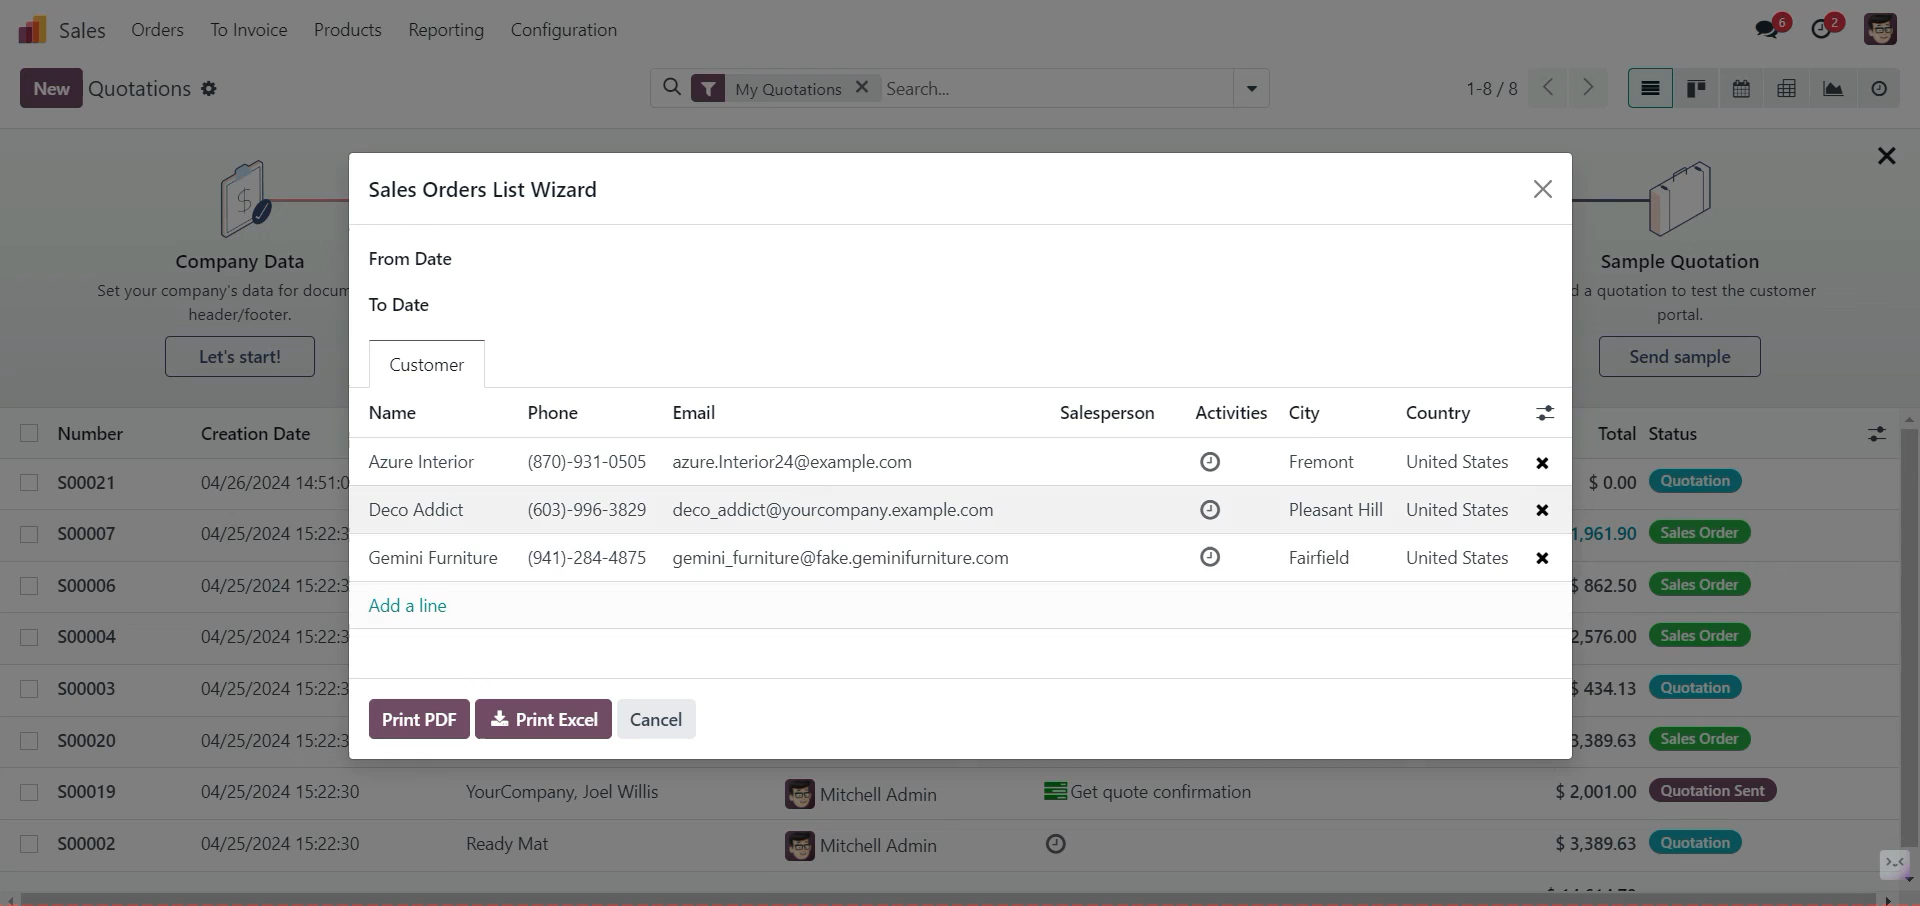 Sales Orders To Invoice Products Reporting Configuration 6 2
New Quotations My Quotations Search... 1-8 / 8
Sales Orders List Wizard
From Date
To Date
Customer
Name Phone Email Salesperson Activities City Country
Azure Interior (870)-931-0505 azure.Interior24@example.com Fremont United States
Deco Addict (603)-996-3829 deco_addict@yourcompany.example.com Pleasant Hill United States
Gemini Furniture (941)-284-4875 gemini_furniture@fake.geminifurniture.com Fairfield United States
Add a line
Print PDF Print Excel Cancel
Company Data
Set your company's data for docum
header/footer.
Let's start!
Sample Quotation
d a quotation to test the customer
portal.
Send sample
Number Creation Date Total Status
S00021 04/26/2024 14:51:0 $ 0.00 Quotation
S00007 04/25/2024 15:22:3 1,961.90 Sales Order
S00006 04/25/2024 15:22:3 $ 862.50 Sales Order
S00004 04/25/2024 15:22:3 2,576.00 Sales Order
S00003 04/25/2024 15:22:3 $ 434.13 Quotation
S00020 04/25/2024 15:22:3 3,389.63 Sales Order
S00019 04/25/2024 15:22:30 YourCompany, Joel Willis Mitchell Admin Get quote confirmation $ 2,001.00 Quotation Sent
S00002 04/25/2024 15:22:30 Ready Mat Mitchell Admin $ 3,389.63 Quotation